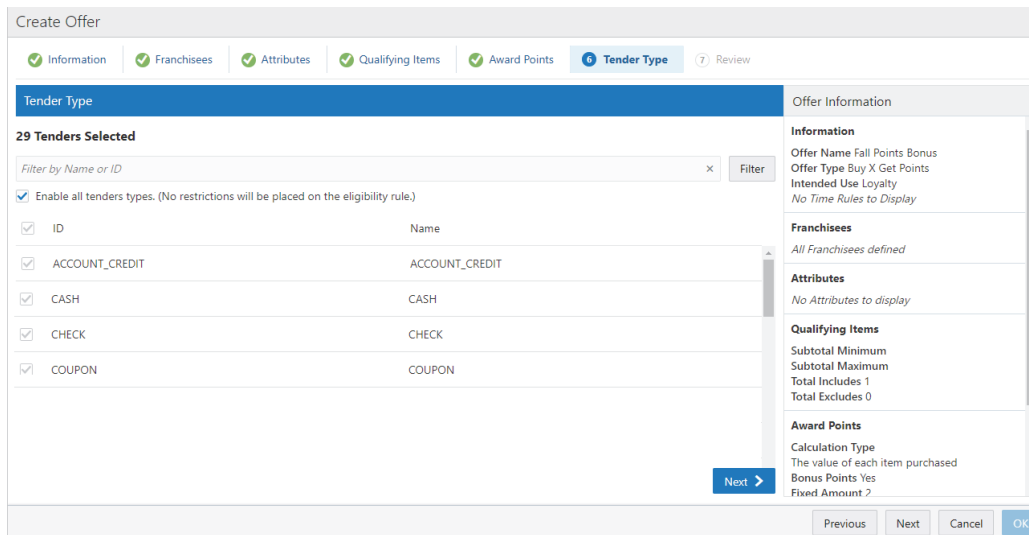 Create Offer
Information Franchisees Attributes Qualifying Items Award Points 6 Tender Type 7 Review
Tender Type
29 Tenders Selected
Filter by Name or ID × Filter
Enable all tenders types. (No restrictions will be placed on the eligibility rule.)
ID Name
ACCOUNT_CREDIT ACCOUNT_CREDIT
CASH CASH
CHECK CHECK
COUPON COUPON
Next
Offer Information
Information
Offer Name Fall Points Bonus
Offer Type Buy X Get Points
Intended Use Loyalty
No Time Rules to Display
Franchisees
All Franchisees defined
Attributes
No Attributes to display
Qualifying Items
Subtotal Minimum
Subtotal Maximum
Total Includes 1
Total Excludes 0
Award Points
Calculation Type
The value of each item purchased
Bonus Points Yes
Fixed Amount 2
Previous Next Cancel OK